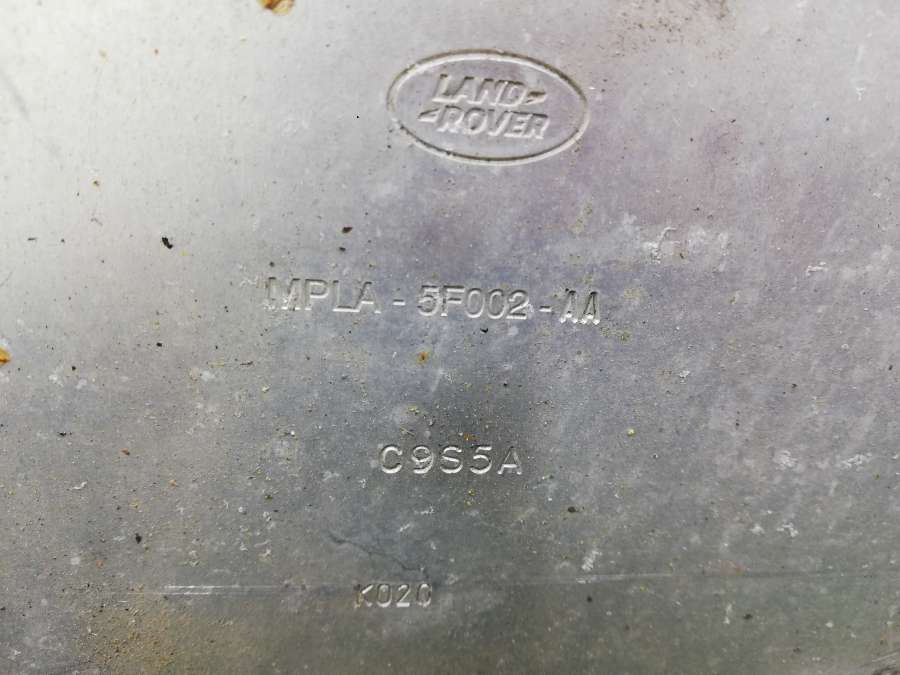 LAND
ROVER
MPLA - 5F002 - AA
C9S5A
K020